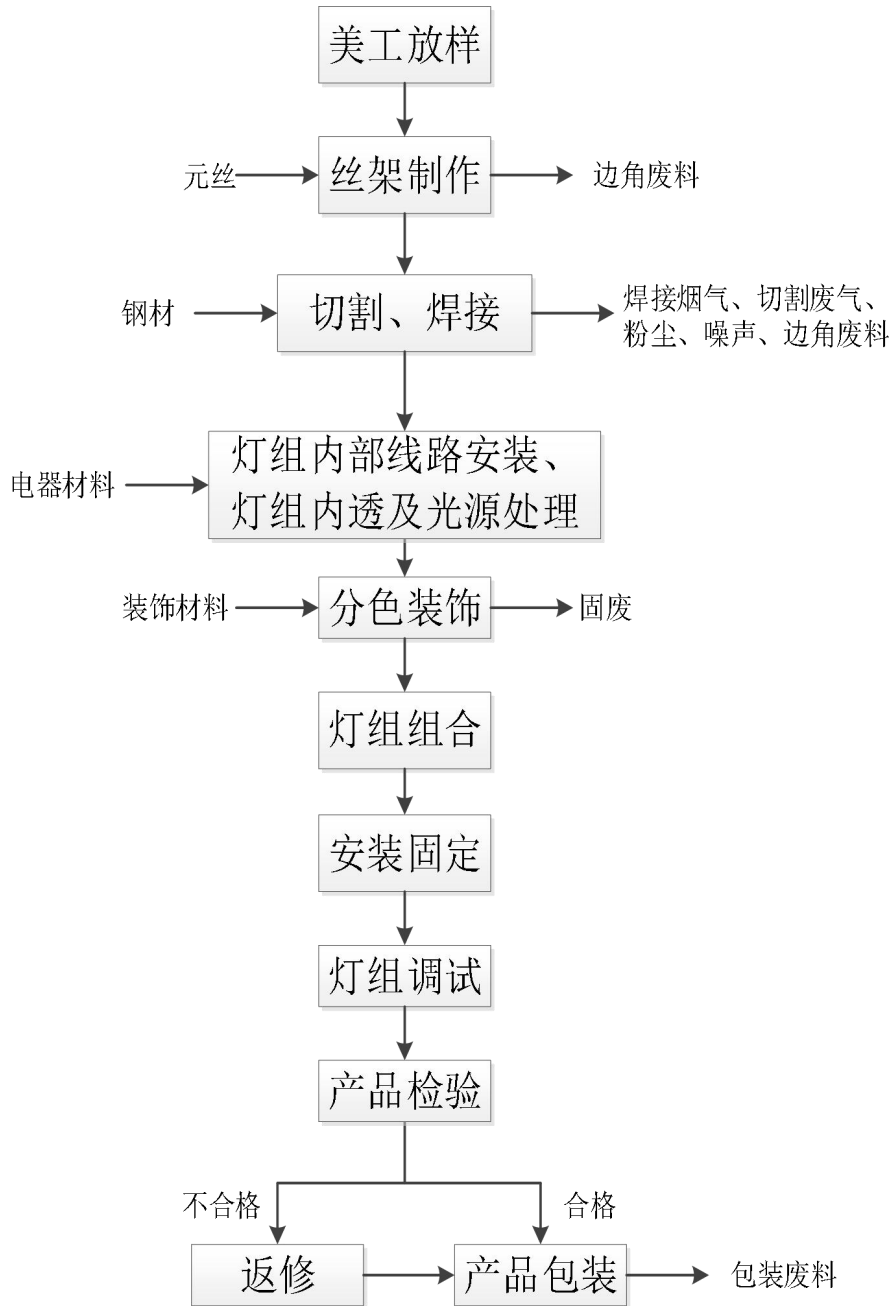 美工放样
元丝
丝架制作
边角废料
钢材
切割、焊接
焊接烟气、切割废气、
粉尘、噪声、边角废料
电器材料
灯组内部线路安装、
灯组内透及光源处理
装饰材料
分色装饰
固废
灯组组合
安装固定
灯组调试
产品检验
不合格
合格
返修
产品包装
包装废料